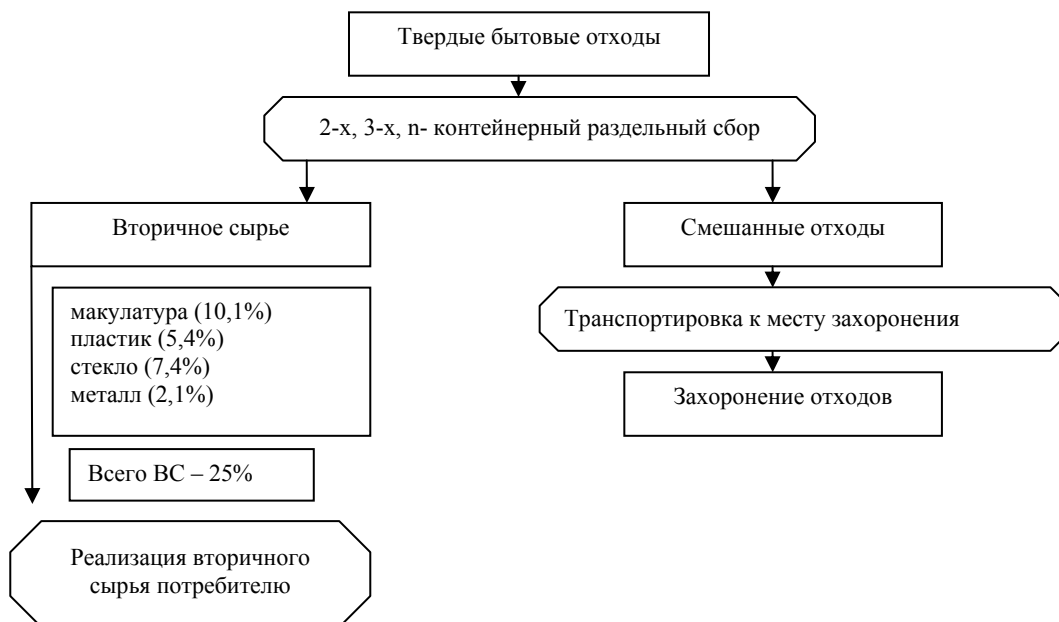 Твердые бытовые отходы
2-х, 3-х, n- контейнерный раздельный сбор
Вторичное сырье
Смешанные отходы
макулатура (10,1%)
пластик (5,4%)
стекло (7,4%)
металл (2,1%)
Транспортировка к месту захоронения
Захоронение отходов
Всего ВС – 25%
Реализация вторичного
сырья потребителю